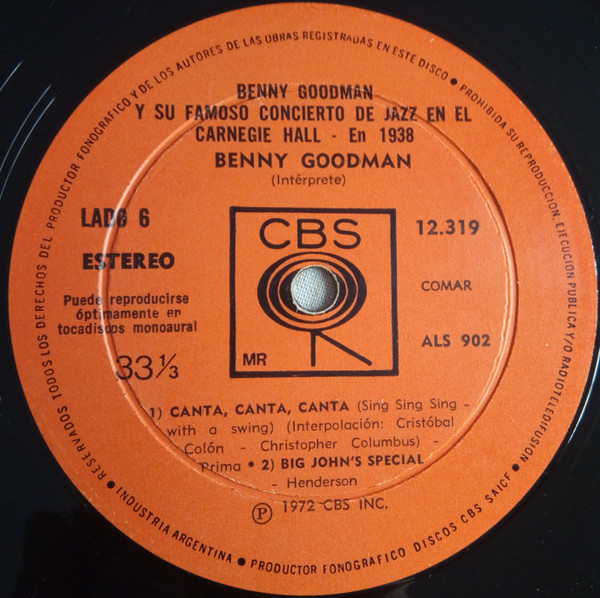 RESERVADOS TODOS LOS DERECHOS DEL PRODUCTOR FONOGRAFICO Y DE LOS AUTORES DE LAS OBRAS REGISTRADAS EN ESTE DISCO • PROHIBIDA SU REPRODUCCION, EJECUCION PUBLICA Y/O RADIOTELEDIFUSION •
BENNY GOODMAN
Y SU FAMOSO CONCIERTO DE JAZZ EN EL
CARNEGIE HALL - En 1938
BENNY GOODMAN
(Intérprete)
LADO 6
CBS
12.319
ESTEREO
COMAR
Puede reproducirse
óptimamente en
tocadiscos monoaural
ALS 902
33 1/3
MR
1) CANTA, CANTA, CANTA (Sing Sing Sing -
with a swing) (Interpolación: Cristóbal
Colón - Christopher Columbus) -
Prima • 2) BIG JOHN'S SPECIAL
- Henderson
Ⓟ 1972 CBS INC.
• INDUSTRIA ARGENTINA • PRODUCTOR FONOGRAFICO DISCOS CBS SAICF •